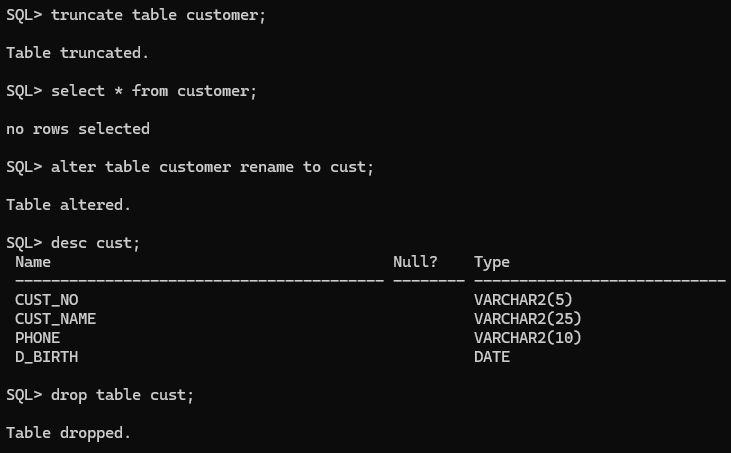 SQL> truncate table customer;
Table truncated.
SQL> select * from customer;
no rows selected
SQL> alter table customer rename to cust;
Table altered.
SQL> desc cust;
Name Null? Type
----------------------------------------- -------- ----------------------------
CUST_NO VARCHAR2(5)
CUST_NAME VARCHAR2(25)
PHONE VARCHAR2(10)
D_BIRTH DATE
SQL> drop table cust;
Table dropped.